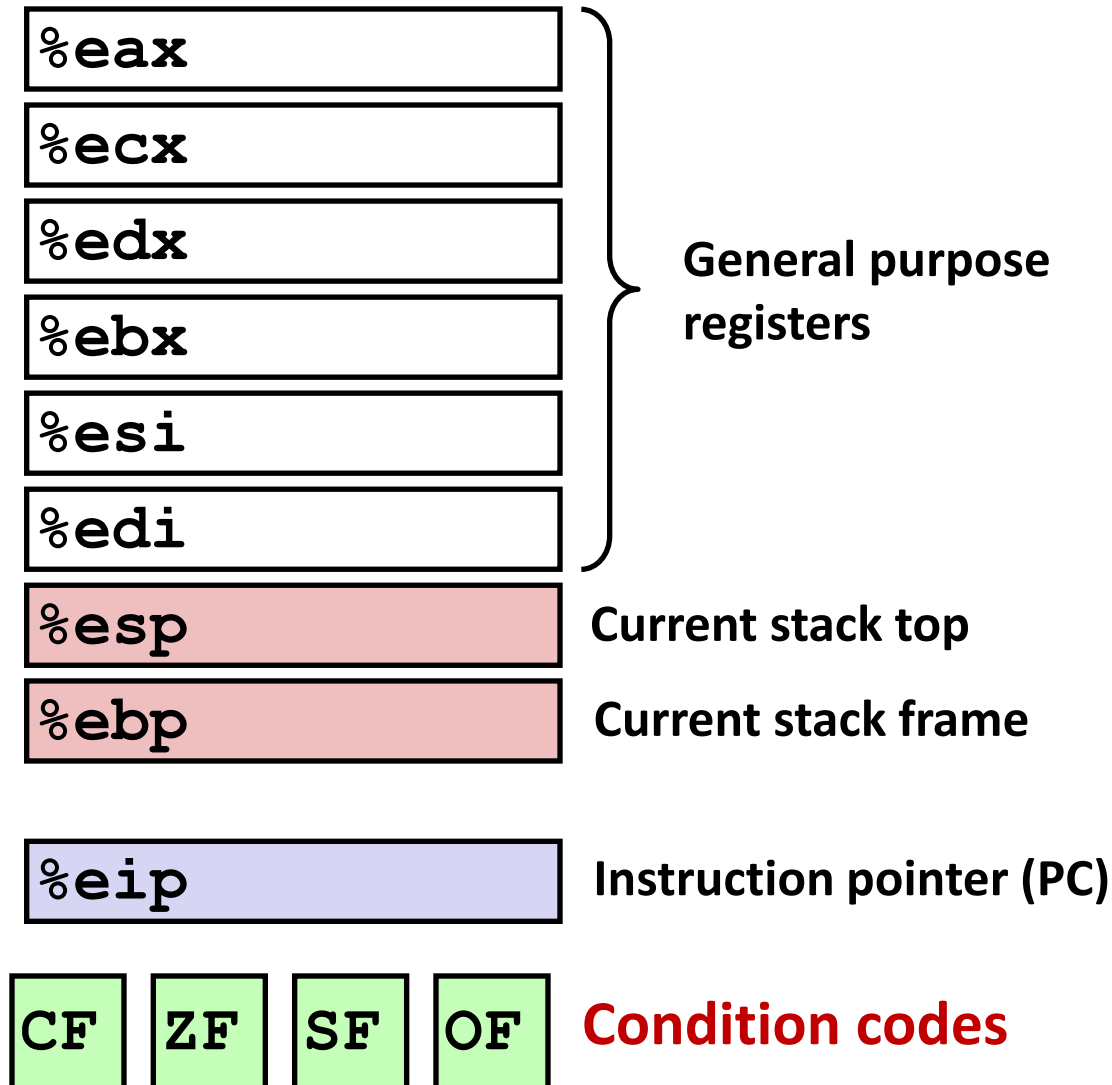 %eax
%ecx
%edx
General purpose
registers
%ebx
%esi
%edi
%esp
Current stack top
%ebp
Current stack frame
%eip
Instruction pointer (PC)
CF ZF SF OF Condition codes